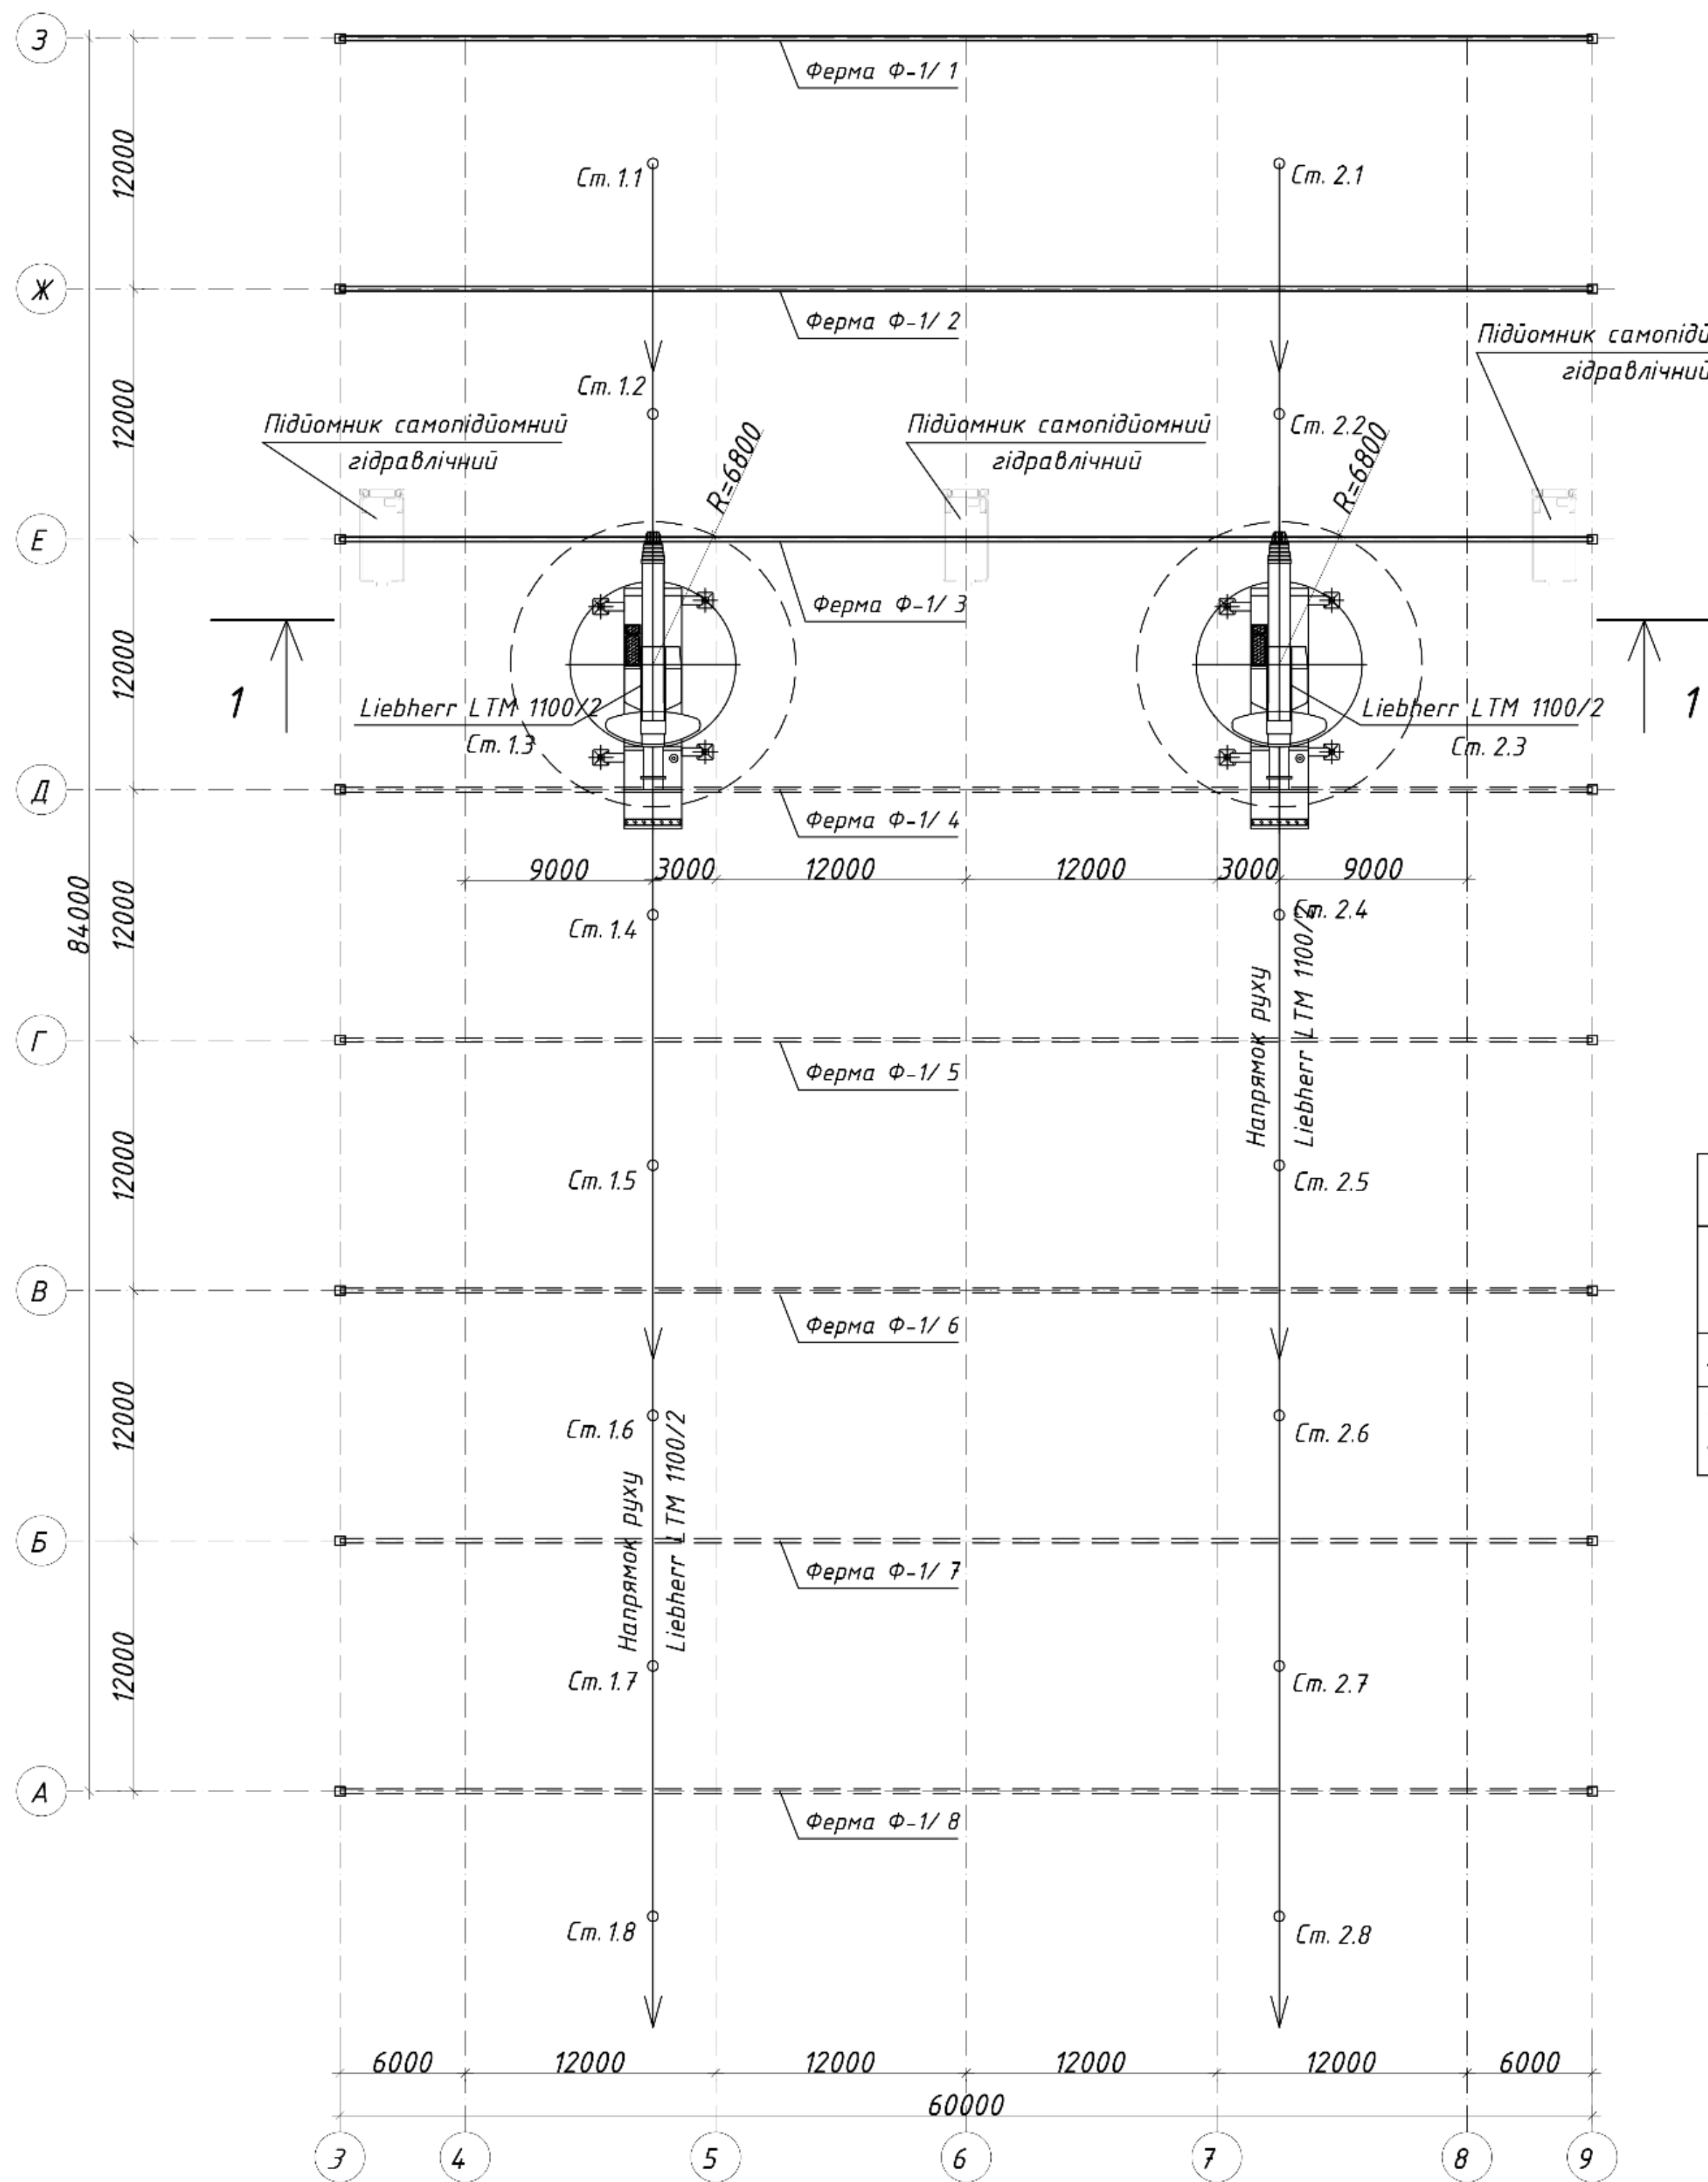 З
Ферма Ф-1/ 1
12000
Ст. 1.1
Ст. 2.1
Ж
Ферма Ф-1/ 2
Підйомник самопідй
гідравлічний
12000
Ст. 1.2
Ст. 2.2
Підйомник самопідйомний
гідравлічний
Підйомник самопідйомний
гідравлічний
R=6800
R=6800
Е
Ферма Ф-1/ 3
12000
1
1
Liebherr LTM 1100/2
Ст. 1.3
Liebherr LTM 1100/2
Ст. 2.3
Д
Ферма Ф-1/ 4
9000
3000
12000
12000
3000
9000
84000
12000
Ст. 1.4
Ст. 2.4
Напрямок руху
Liebherr LTM 1100/2
Г
Ферма Ф-1/ 5
12000
Ст. 1.5
Ст. 2.5
В
Ферма Ф-1/ 6
12000
Ст. 1.6
Ст. 2.6
Напрямок руху
Liebherr LTM 1100/2
Б
Ферма Ф-1/ 7
12000
Ст. 1.7
Ст. 2.7
А
Ферма Ф-1/ 8
Ст. 1.8
Ст. 2.8
6000
12000
12000
12000
12000
6000
60000
3
4
5
6
7
8
9